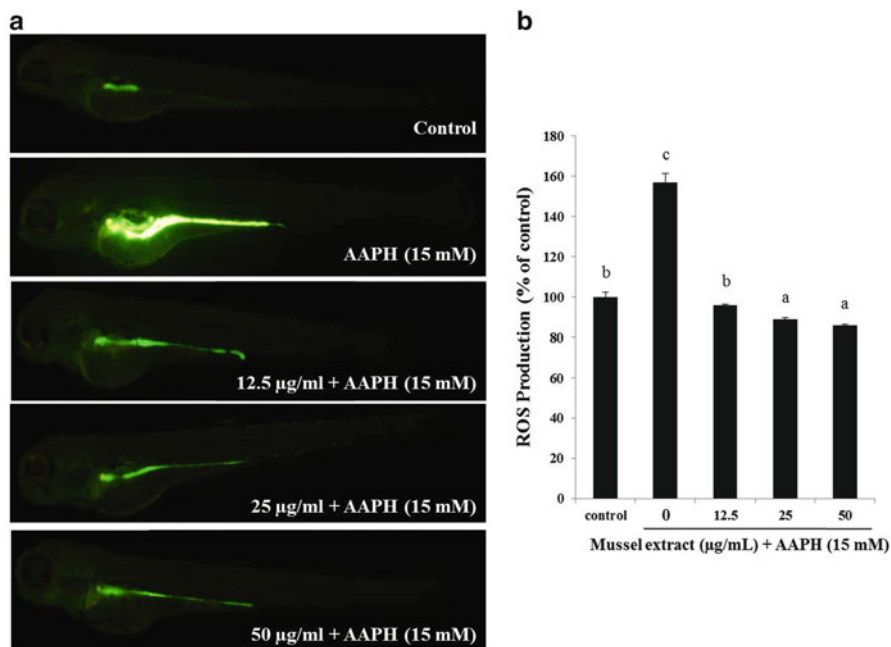 a
Control
AAPH (15 mM)
12.5 µg/ml + AAPH (15 mM)
25 µg/ml + AAPH (15 mM)
50 µg/ml + AAPH (15 mM)
b
ROS Production (% of control)
180
160
140
120
100
80
60
40
20
0
b
c
b
a
a
control
0
12.5
25
50
Mussel extract (µg/mL) + AAPH (15 mM)